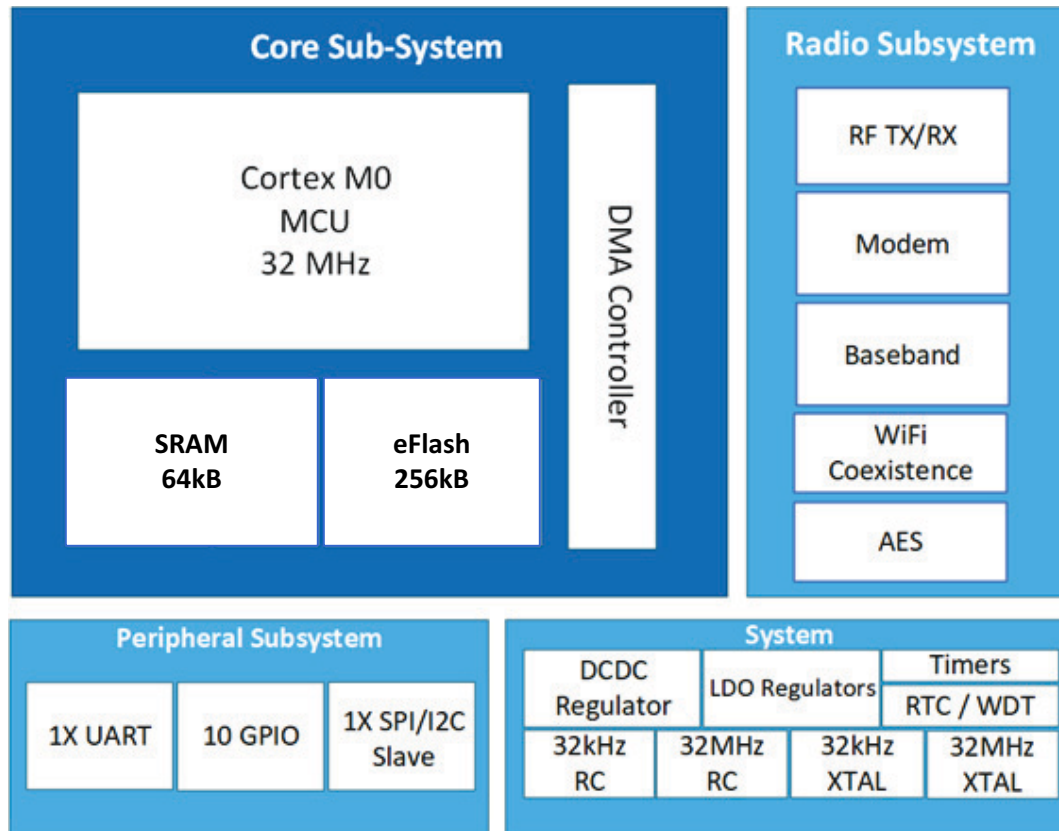 Core Sub-System
Cortex M0
MCU
32 MHz
DMA Controller
SRAM
64kB
eFlash
256kB
Radio Subsystem
RF TX/RX
Modem
Baseband
WiFi
Coexistence
AES
Peripheral Subsystem
1X UART
10 GPIO
1X SPI/I2C
Slave
System
DCDC
Regulator
LDO Regulators
Timers
RTC / WDT
32kHz
RC
32MHz
RC
32kHz
XTAL
32MHz
XTAL